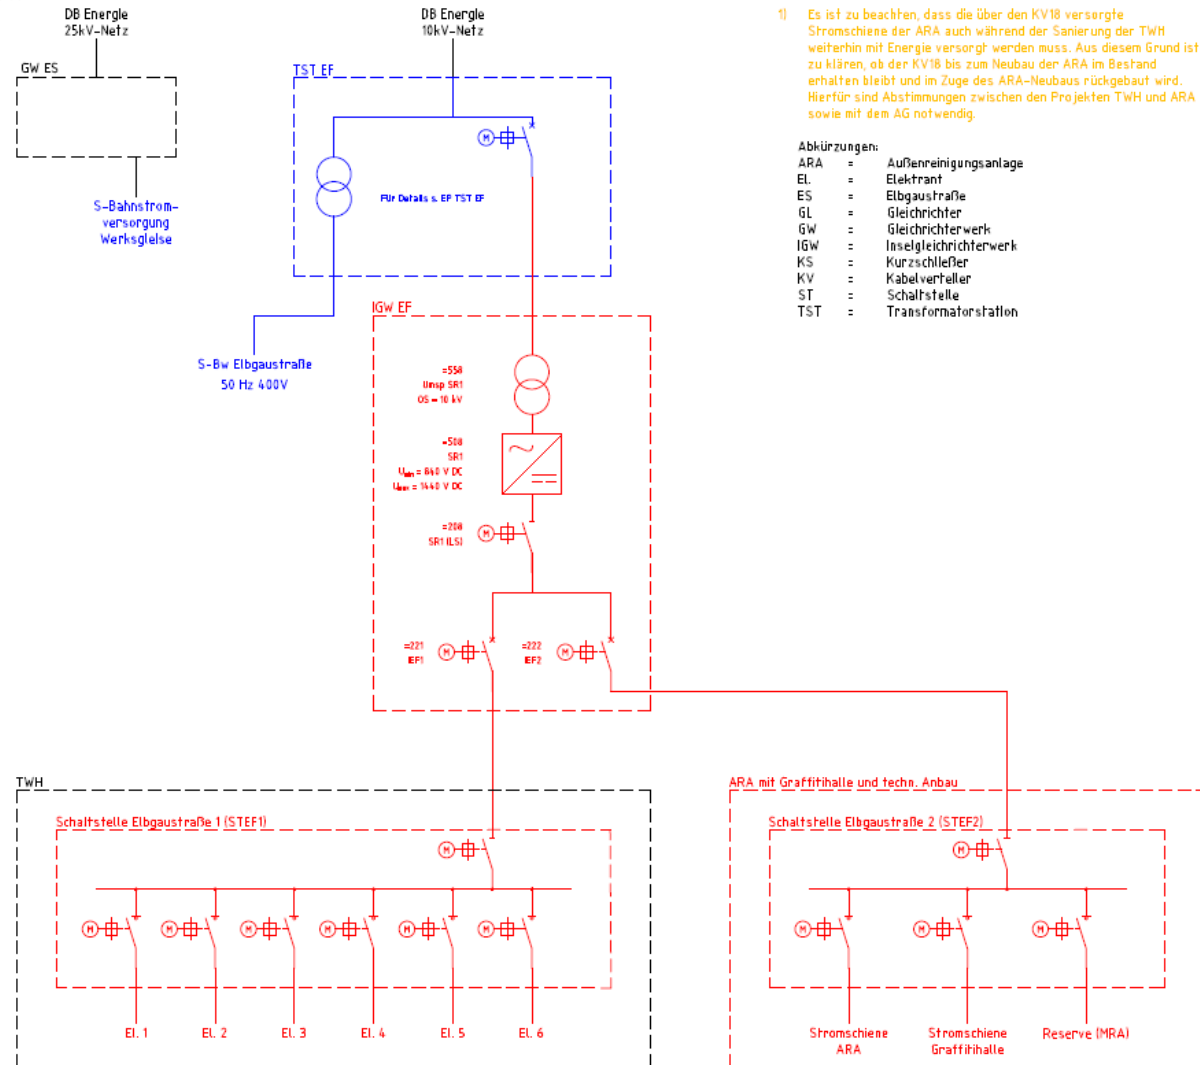 DB Energie
25kV-Netz
GW ES
S-Bahnstrom-
versorgung
Werksgleise
DB Energie
10kV-Netz
TST EF
M
Für Details s. EP TST EF
S-Bw Elbgaustraße
50 Hz 400V
IGW EF
=558
Umsp SR1
OS = 10 kV
=508
SR1
Umin = 840 V DC
Umax = 1440 V DC
=208
SR1 (LS)
M
=221
IEF1
M
=222
IEF2
M
1) Es ist zu beachten, dass die über den KV18 versorgte
Stromschiene der ARA auch während der Sanierung der TWH
weiterhin mit Energie versorgt werden muss. Aus diesem Grund ist
zu klären, ob der KV18 bis zum Neubau der ARA im Bestand
erhalten bleibt und im Zuge des ARA-Neubaus rückgebaut wird.
Hierfür sind Abstimmungen zwischen den Projekten TWH und ARA
sowie mit dem AG notwendig.
Abkürzungen:
ARA = Außenreinigungsanlage
El. = Elektrant
ES = Elbgaustraße
GL = Gleichrichter
GW = Gleichrichterwerk
IGW = Inselgleichrichterwerk
KS = Kurzschließer
KV = Kabelverteiler
ST = Schaltstelle
TST = Transformatorstation
TWH
Schaltstelle Elbgaustraße 1 (STEF1)
M
M M M M M M
El. 1 El. 2 El. 3 El. 4 El. 5 El. 6
ARA mit Graffitihalle und techn. Anbau
Schaltstelle Elbgaustraße 2 (STEF2)
M
M M M
Stromschiene
ARA
Stromschiene
Graffitihalle
Reserve (MRA)